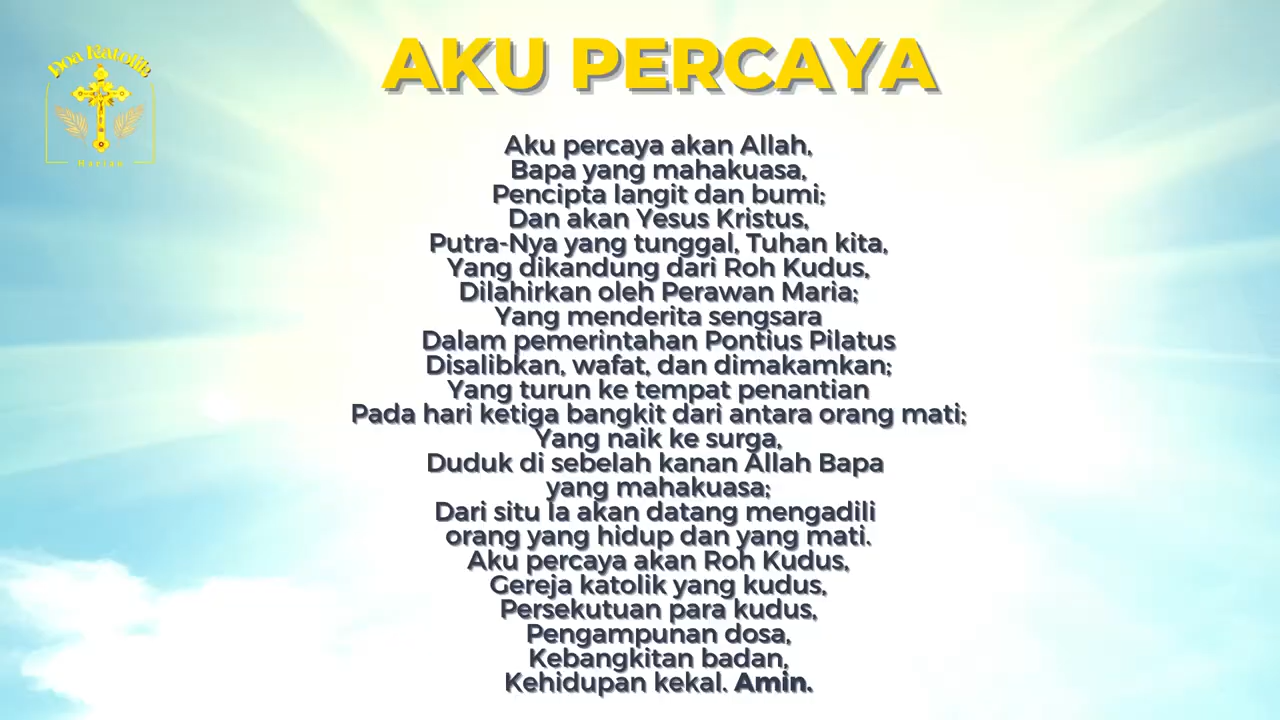 Doa Katolik
Harian
AKU PERCAYA
Aku percaya akan Allah,
Bapa yang mahakuasa,
Pencipta langit dan bumi;
Dan akan Yesus Kristus,
Putra-Nya yang tunggal, Tuhan kita,
Yang dikandung dari Roh Kudus,
Dilahirkan oleh Perawan Maria;
Yang menderita sengsara
Dalam pemerintahan Pontius Pilatus
Disalibkan, wafat, dan dimakamkan;
Yang turun ke tempat penantian
Pada hari ketiga bangkit dari antara orang mati;
Yang naik ke surga,
Duduk di sebelah kanan Allah Bapa
yang mahakuasa;
Dari situ Ia akan datang mengadili
orang yang hidup dan yang mati.
Aku percaya akan Roh Kudus,
Gereja katolik yang kudus,
Persekutuan para kudus,
Pengampunan dosa,
Kebangkitan badan,
Kehidupan kekal. Amin.